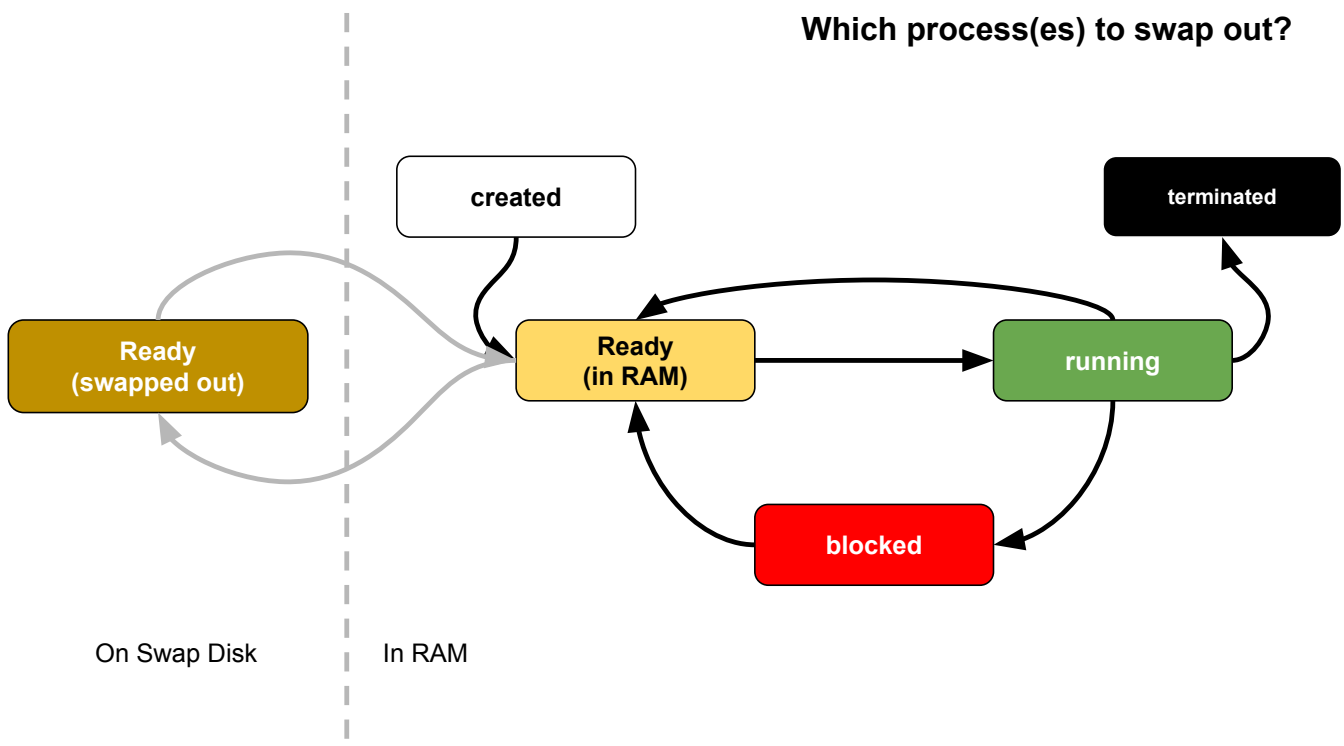 Which process(es) to swap out?
created
terminated
Ready
(swapped out)
Ready
(in RAM)
running
blocked
On Swap Disk
In RAM